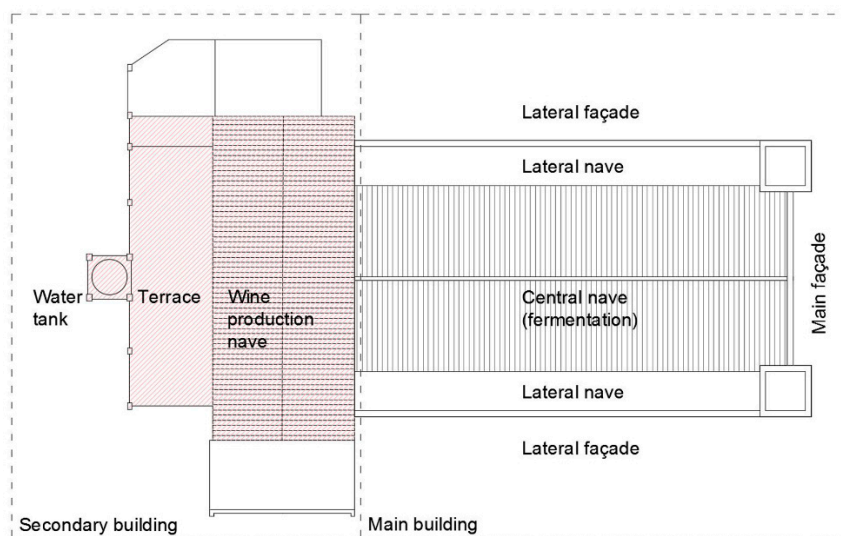 Lateral façade
Lateral nave
Main façade
Water
tank
Terrace
Wine
production
nave
Central nave
(fermentation)
Lateral nave
Lateral façade
Secondary building
Main building